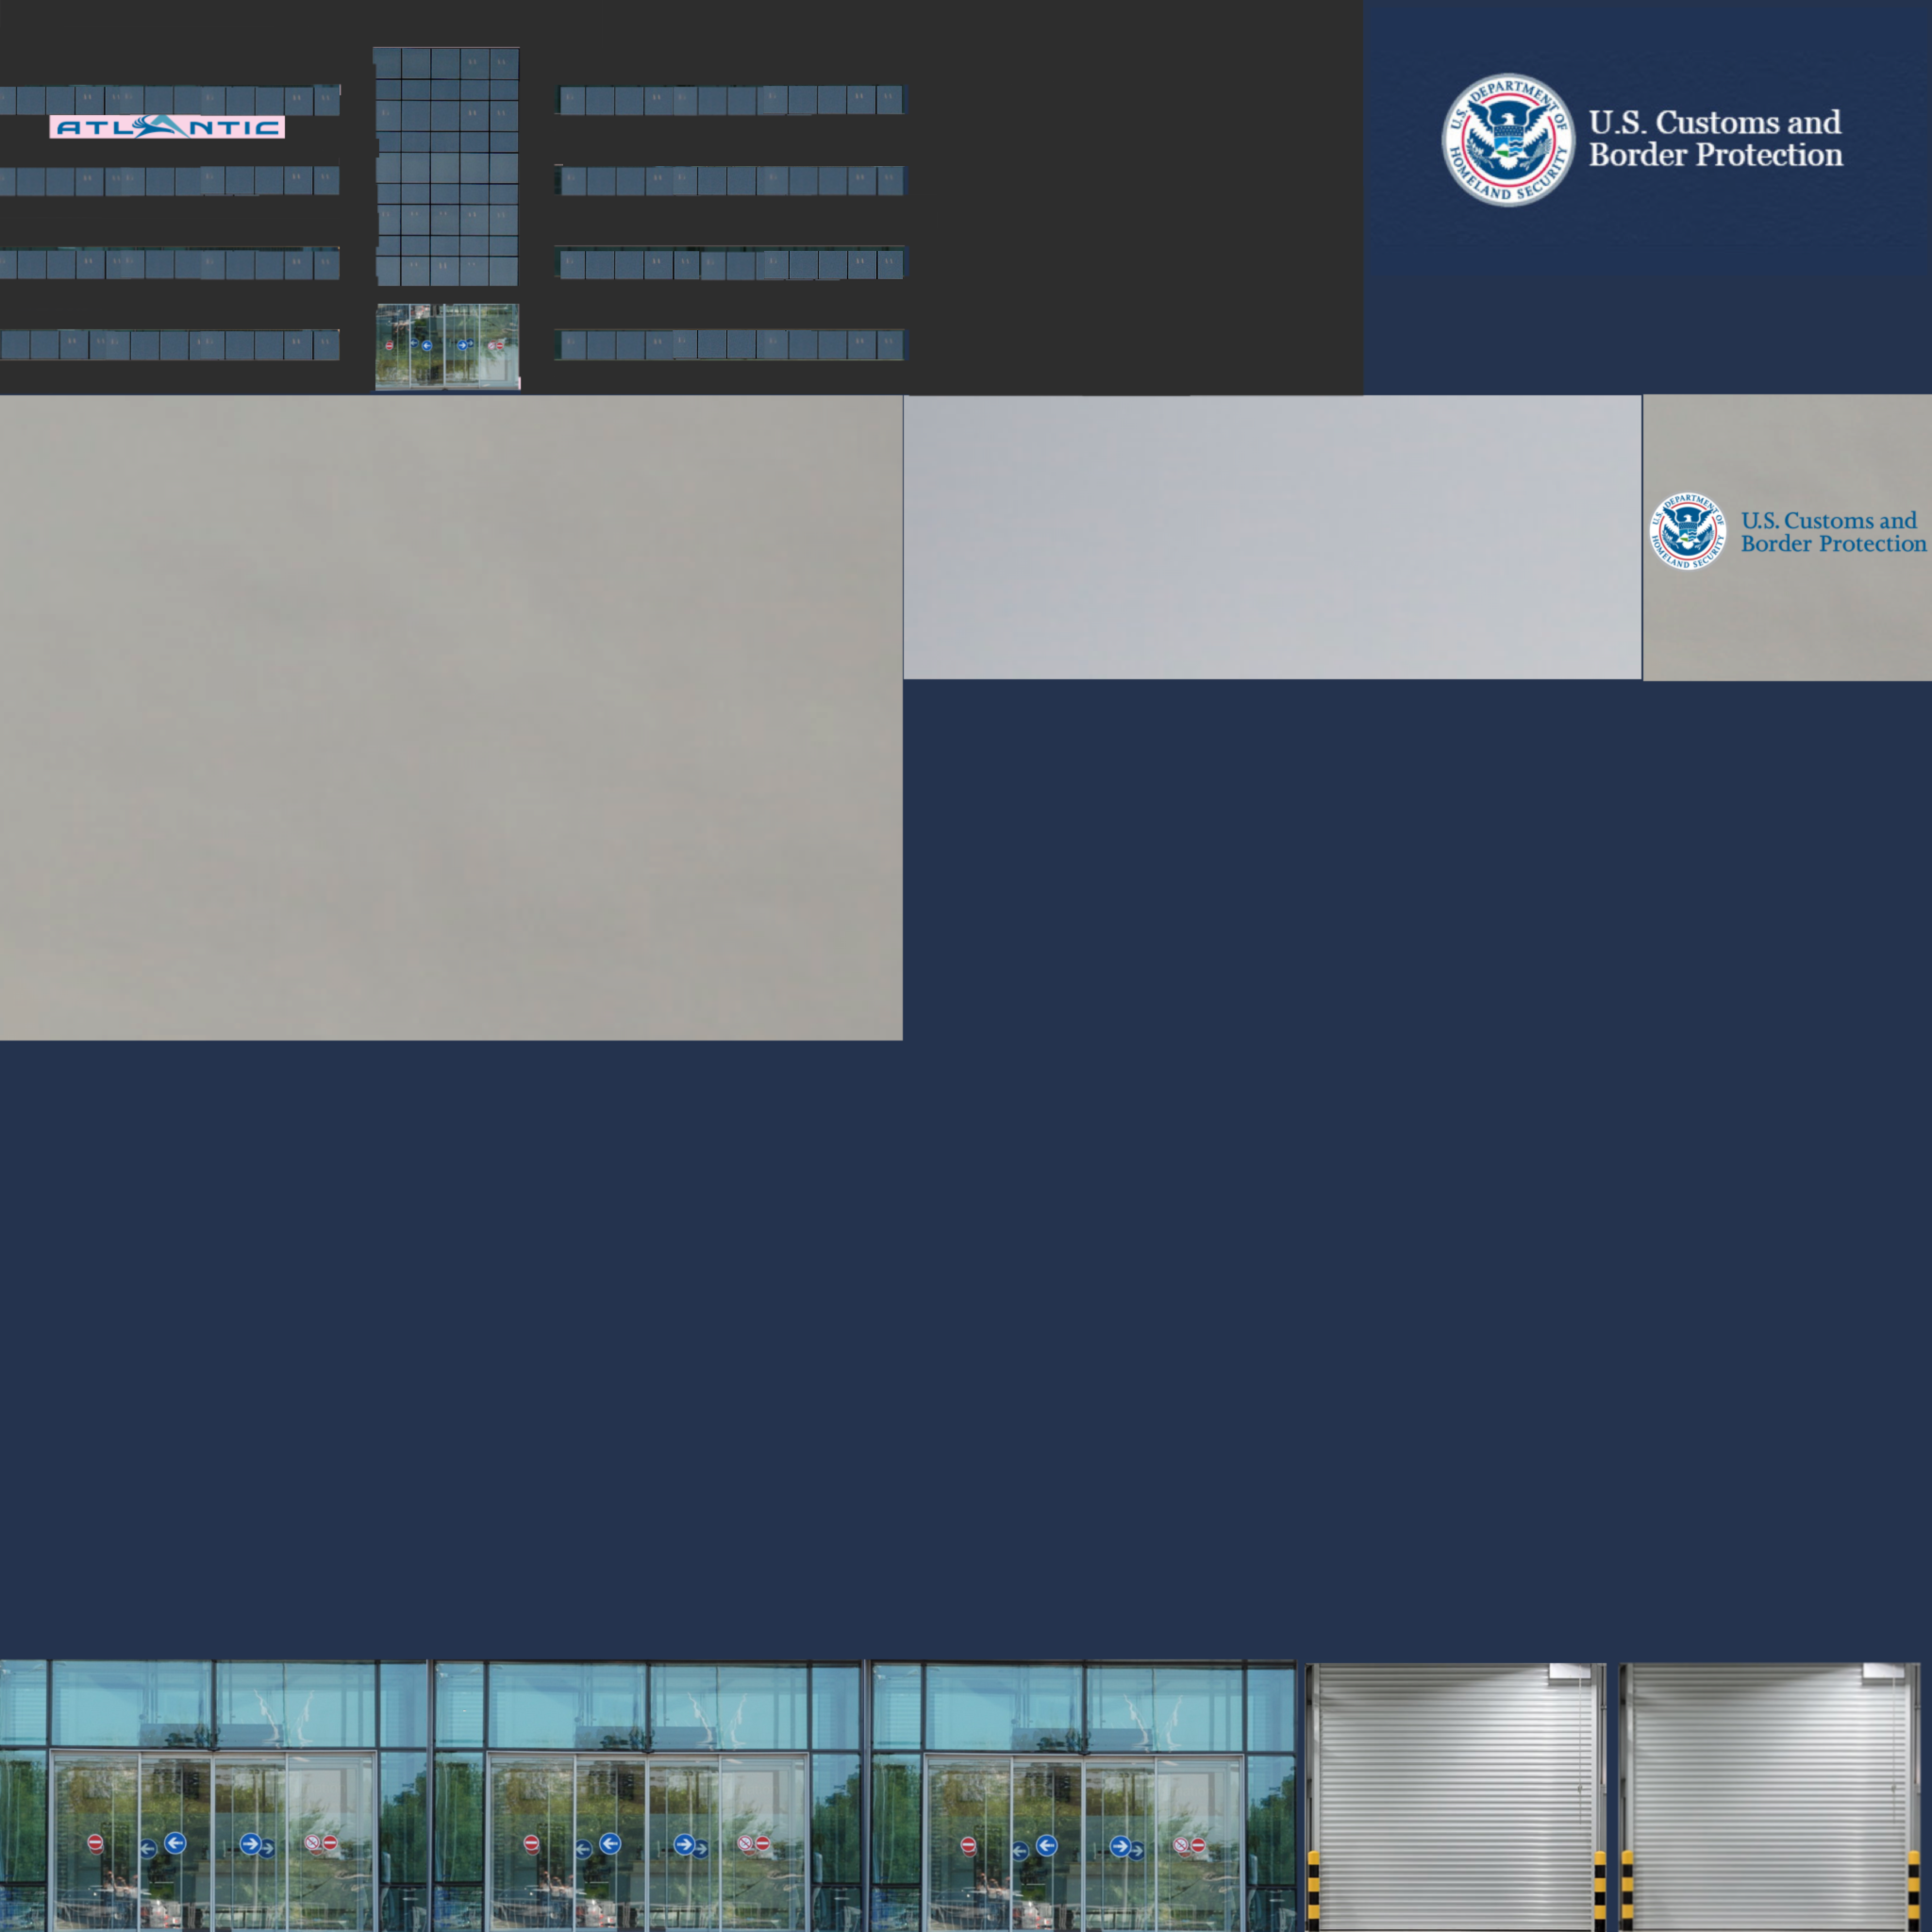 ATLANTIC
U.S. DEPARTMENT OF
HOMELAND SECURITY
U.S. Customs and
Border Protection
U.S. DEPARTMENT OF
HOMELAND SECURITY
U.S. Customs and
Border Protection